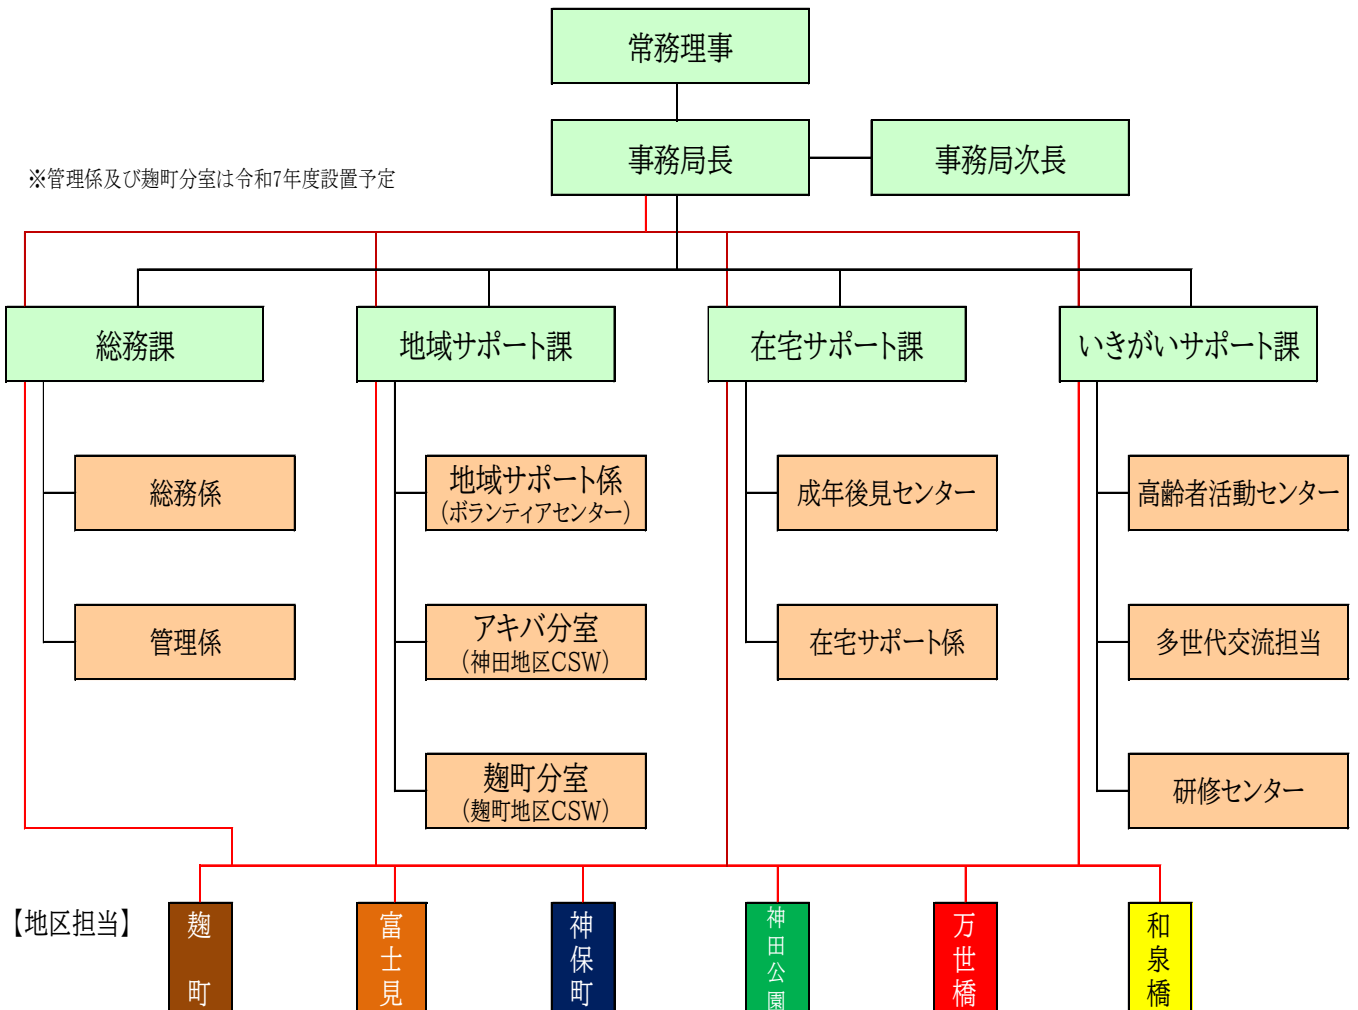 常務理事
事務局長
事務局次長
※管理係及び麹町分室は令和7年度設置予定
総務課
地域サポート課
在宅サポート課
いきがいサポート課
総務係
地域サポート係
(ボランティアセンター)
成年後見センター
高齢者活動センター
管理係
アキバ分室
(神田地区CSW)
在宅サポート係
多世代交流担当
麹町分室
(麹町地区CSW)
研修センター
【地区担当】
麹町
富士見
神保町
神田公園
万世橋
和泉橋